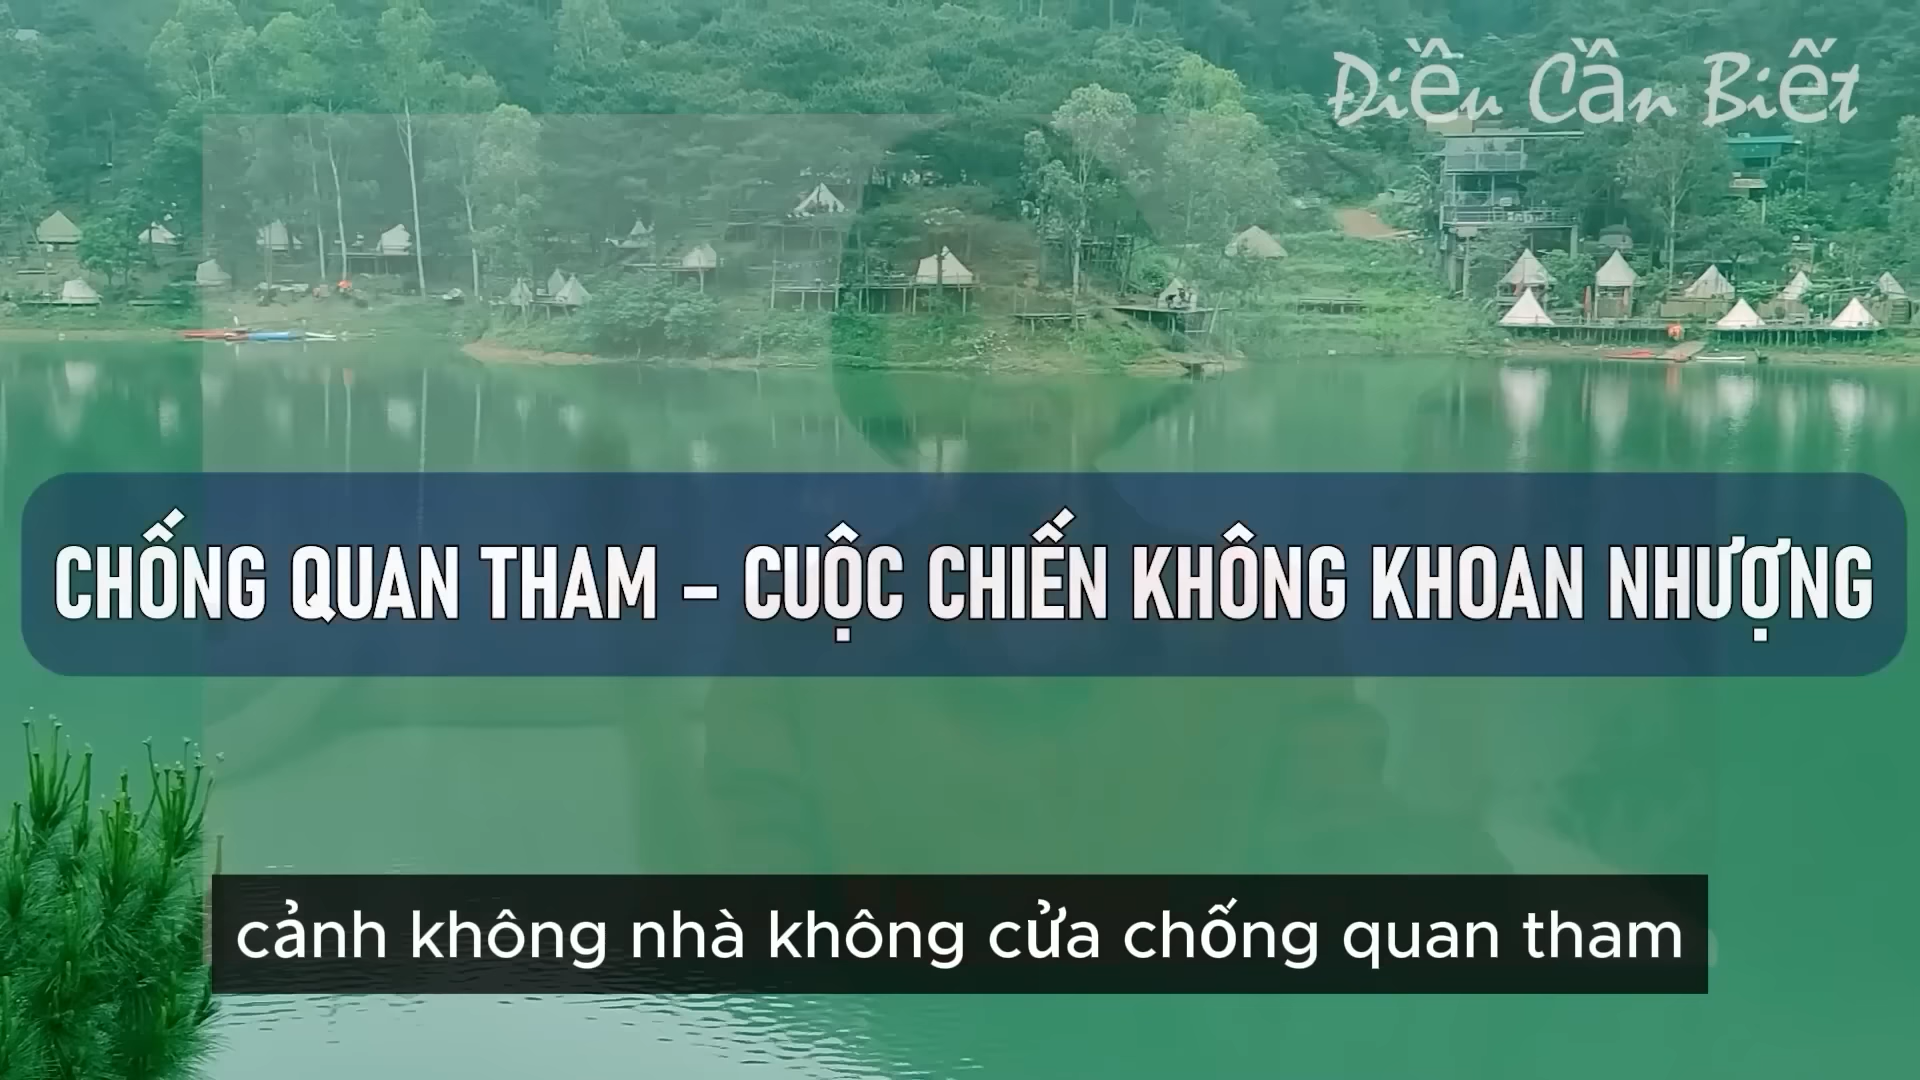 Điều Cần Biết
CHỐNG QUAN THAM – CUỘC CHIẾN KHÔNG KHOAN NHƯỢNG
cảnh không nhà không cửa chống quan tham